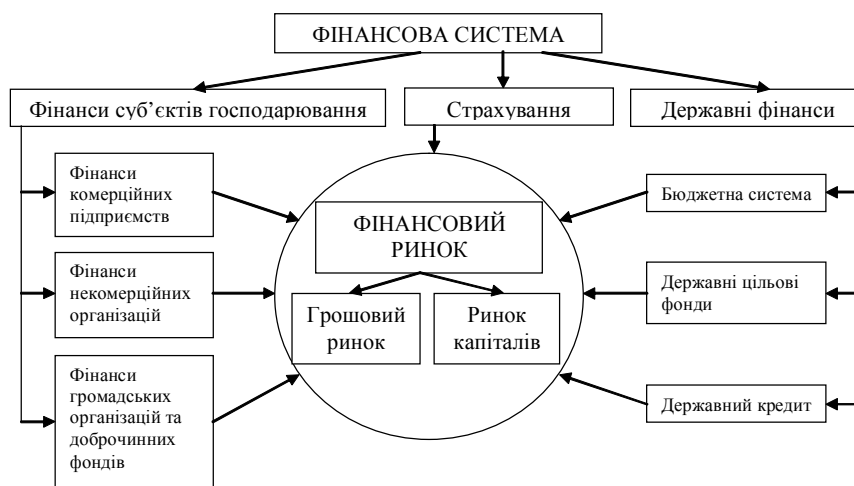 ФІНАНСОВА СИСТЕМА
Фінанси суб’єктів господарювання
Страхування
Державні фінанси
Фінанси
комерційних
підприємств
Фінанси
некомерційних
організацій
Фінанси
громадських
організацій та
доброчинних
фондів
ФІНАНСОВИЙ
РИНОК
Грошовий
ринок
Ринок
капіталів
Бюджетна система
Державні цільові
фонди
Державний кредит